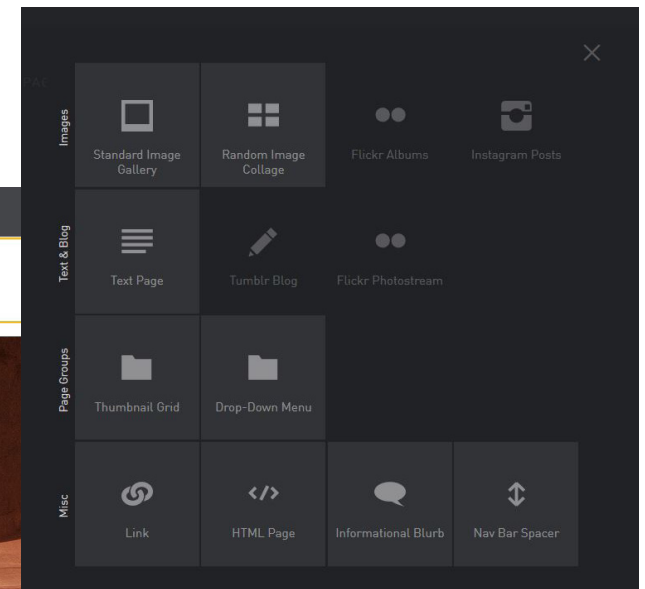 Images
Standard Image
Gallery
Random Image
Collage
Flickr Albums
Instagram Posts
Text & Blog
Text Page
Tumblr Blog
Flickr Photostream
Page Groups
Thumbnail Grid
Drop-Down Menu
Misc
Link
HTML Page
Informational Blurb
Nav Bar Spacer